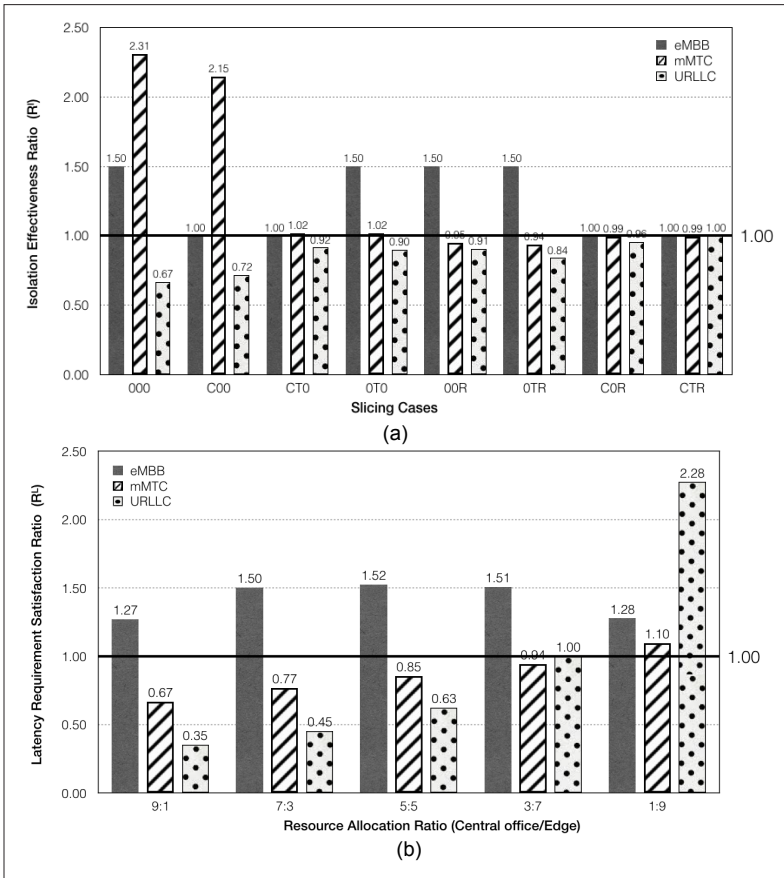 2.50
2.31
eMBB
mMTC
URLLC
2.15
2.00
1.50 1.50 1.50 1.50
1.50
1.00 1.00 1.02 1.02 0.95 0.94 1.00 0.99 1.00 0.99 1.00
1.00 1.00
0.92 0.90 0.91 0.84 0.96
0.67 0.72
0.50
0.00
000 C00 CT0 0T0 00R 0TR C0R CTR
Isolation Effectiveness Ratio (Rᴵ)
Slicing Cases
(a)
2.50
eMBB
mMTC
URLLC
2.28
2.00
1.50 1.52 1.51
1.50
1.27 1.28
1.10
1.00 0.94 1.00 1.00
0.85
0.77
0.67 0.63
0.50
0.45
0.35
0.00
9:1 7:3 5:5 3:7 1:9
Latency Requirement Satisfaction Ratio (Rᴸ)
Resource Allocation Ratio (Central office/Edge)
(b)